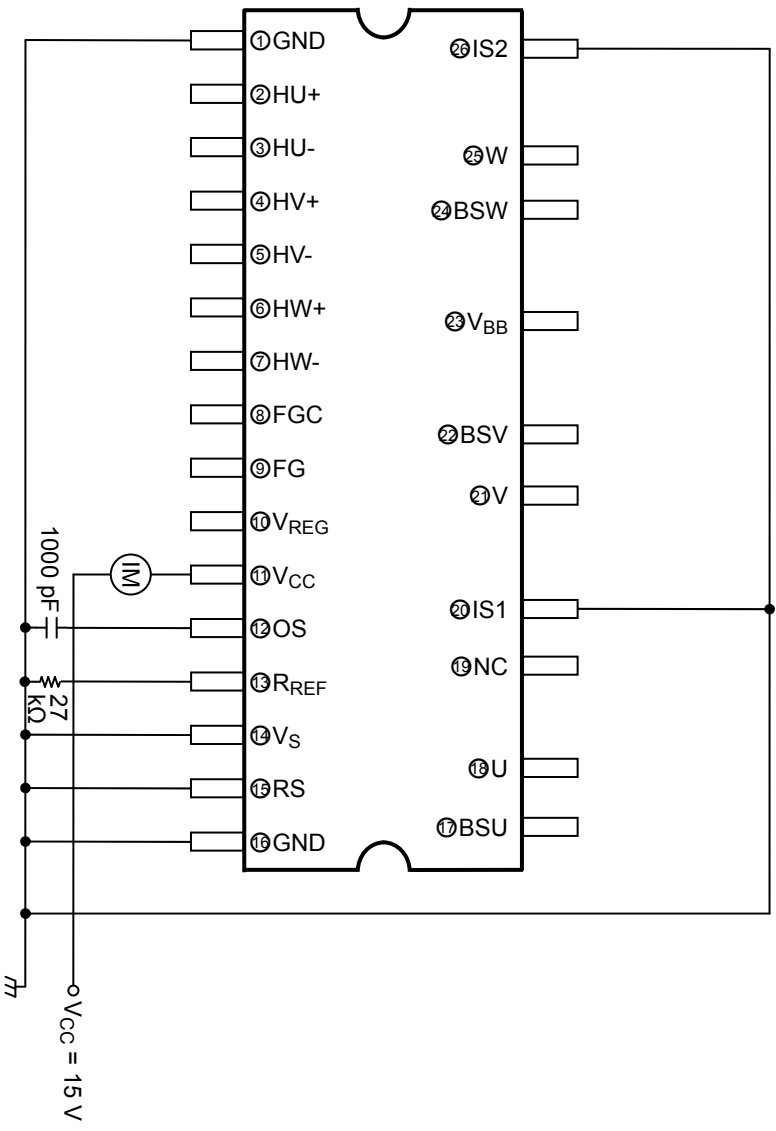 ①GND
②HU+
③HU-
④HV+
⑤HV-
⑥HW+
⑦HW-
⑧FGC
⑨FG
⑩VREG
⑪VCC
⑫OS
⑬RREF
⑭VS
⑮RS
⑯GND
㉖IS2
㉕W
㉔BSW
㉓VBB
㉒BSV
㉑V
⑳IS1
⑲NC
⑱U
⑰BSU
IM
1000 pF
27
kΩ
VCC = 15 V